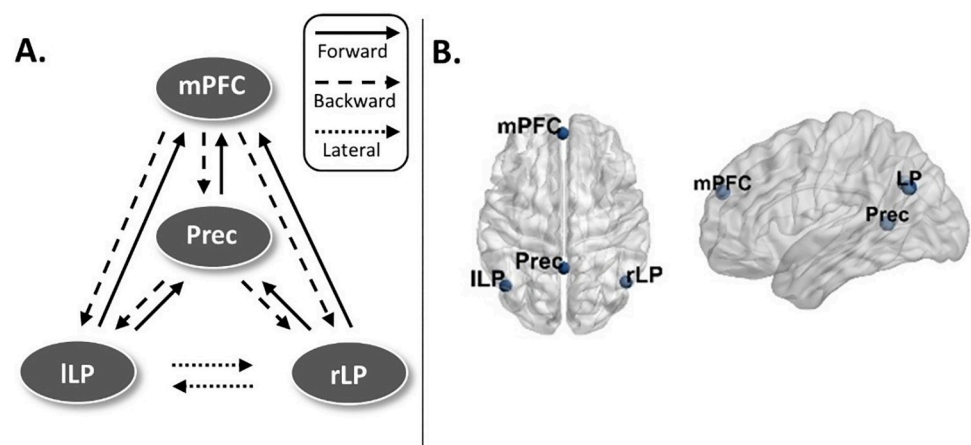 A.
mPFC
Prec
lLP
rLP
Forward
Backward
Lateral
B.
mPFC
Prec
lLP
rLP
mPFC
LP
Prec